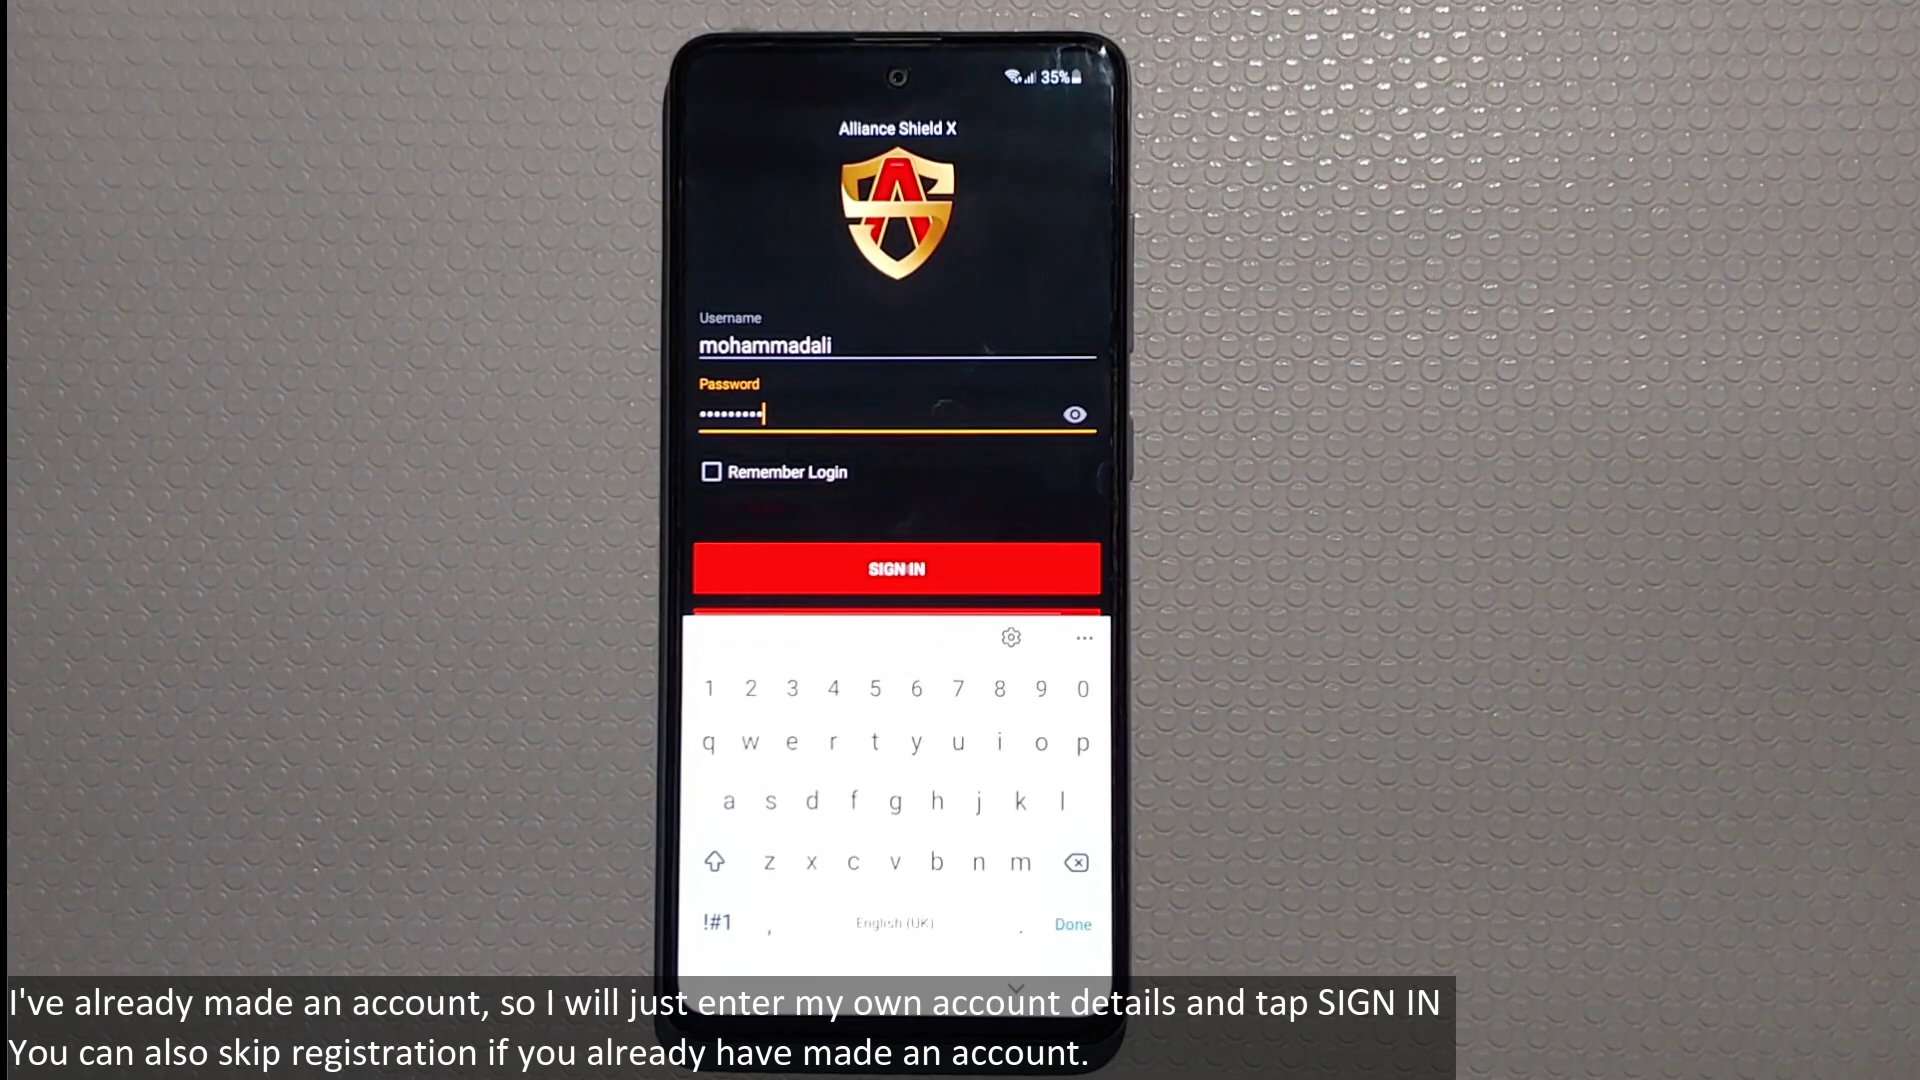 35%
Alliance Shield X
Username
mohammadali
Password
•••••••••
Remember Login
SIGN IN
1 2 3 4 5 6 7 8 9 0
q w e r t y u i o p
a s d f g h j k l
z x c v b n m
!#1 , English (UK) . Done
I've already made an account, so I will just enter my own account details and tap SIGN IN
You can also skip registration if you already have made an account.